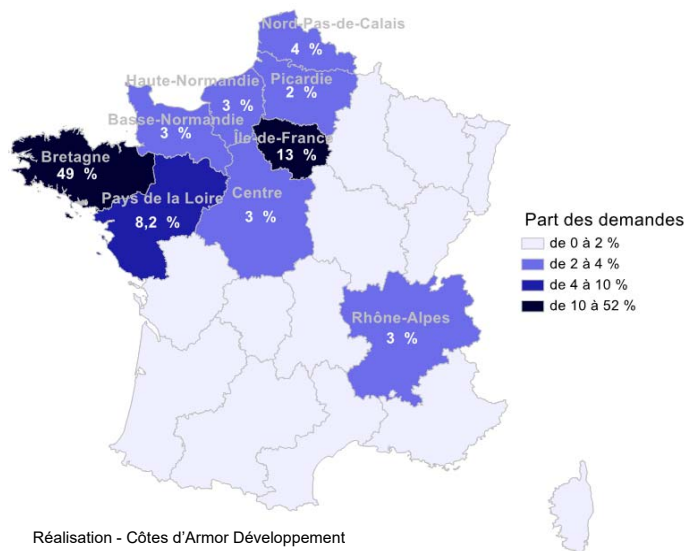 Nord-Pas-de-Calais
4 %
Haute-Normandie
3 %
Picardie
2 %
Basse-Normandie
3 %
Île-de-France
13 %
Bretagne
49 %
Pays de la Loire
8,2 %
Centre
3 %
Rhône-Alpes
3 %
Part des demandes
de 0 à 2 %
de 2 à 4 %
de 4 à 10 %
de 10 à 52 %
Réalisation - Côtes d’Armor Développement